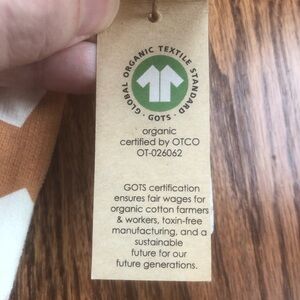 GLOBAL ORGANIC TEXTILE STANDARD
· GOTS ·
organic
certified by OTCO
OT-026062
GOTS certification
ensures fair wages for
organic cotton farmers
& workers, toxin-free
manufacturing, and a
sustainable
future for our
future generations.